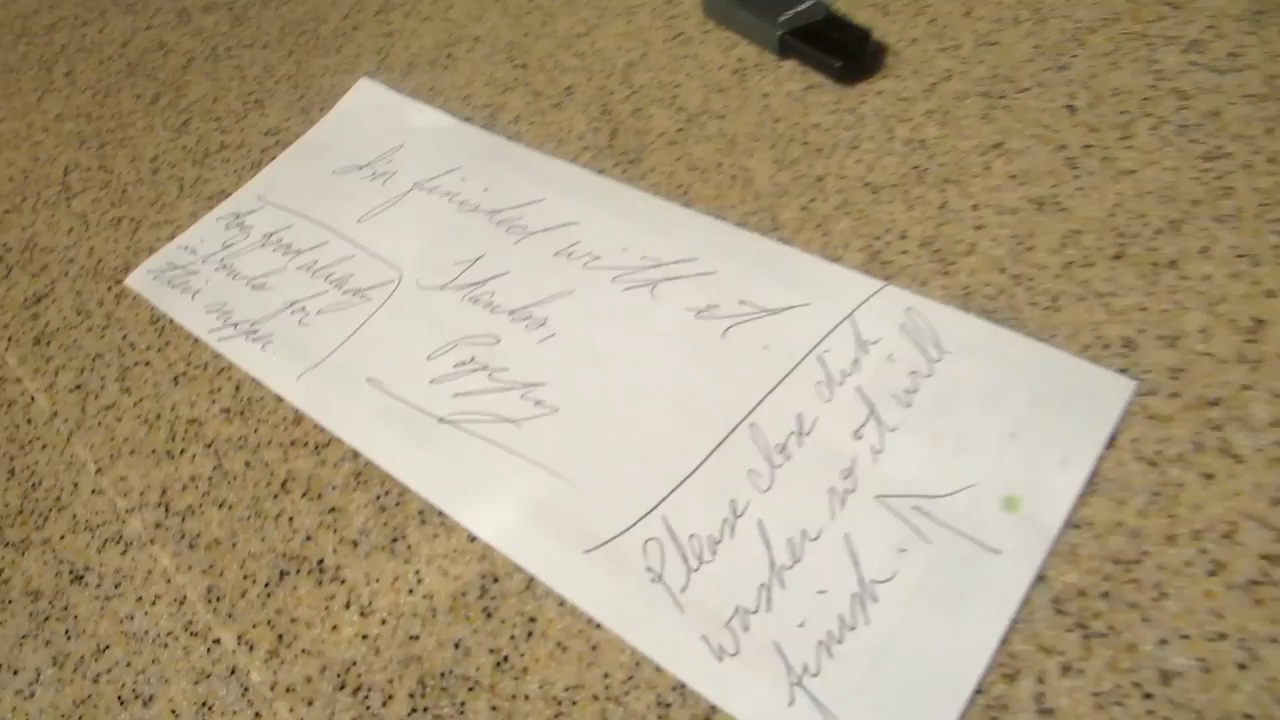 I'm finished with it
Thanks,
dog food already
in bowls for
their supper.
Please close dish
washer so it will
finish.